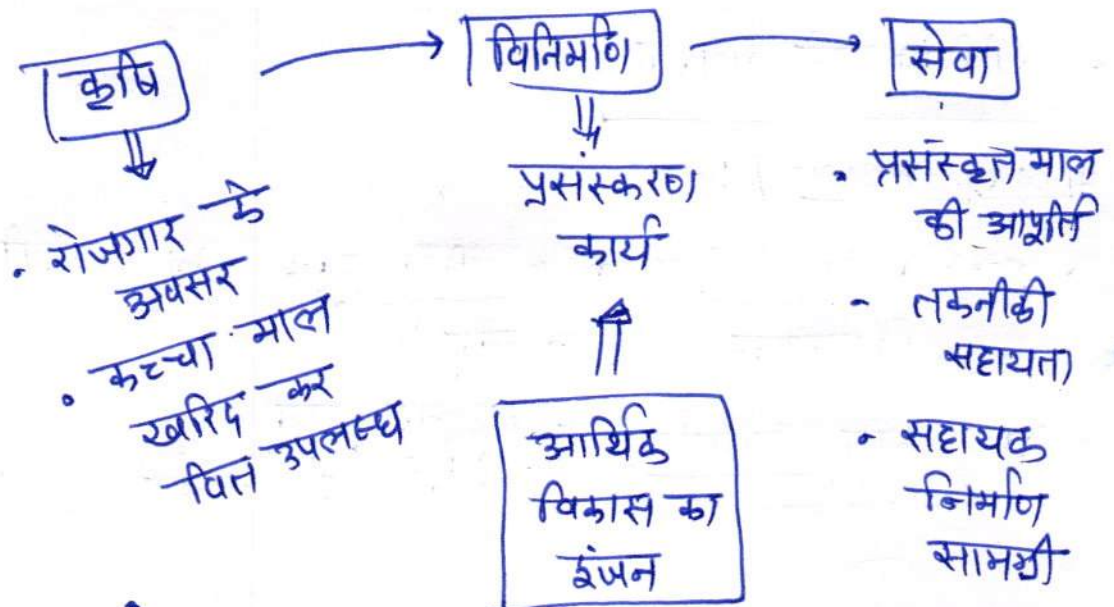 कृषि
विनिर्माण
सेवा
• रोजगार के
अवसर
• कच्चा माल
खरिद कर
वित्त उपलब्ध
प्रसंस्करण
कार्य
आर्थिक
विकास का
इंजन
• प्रसंस्कृत माल
की आपूर्ति
- तकनीकी
सहायता
• सहायक
निर्माण
सामग्री